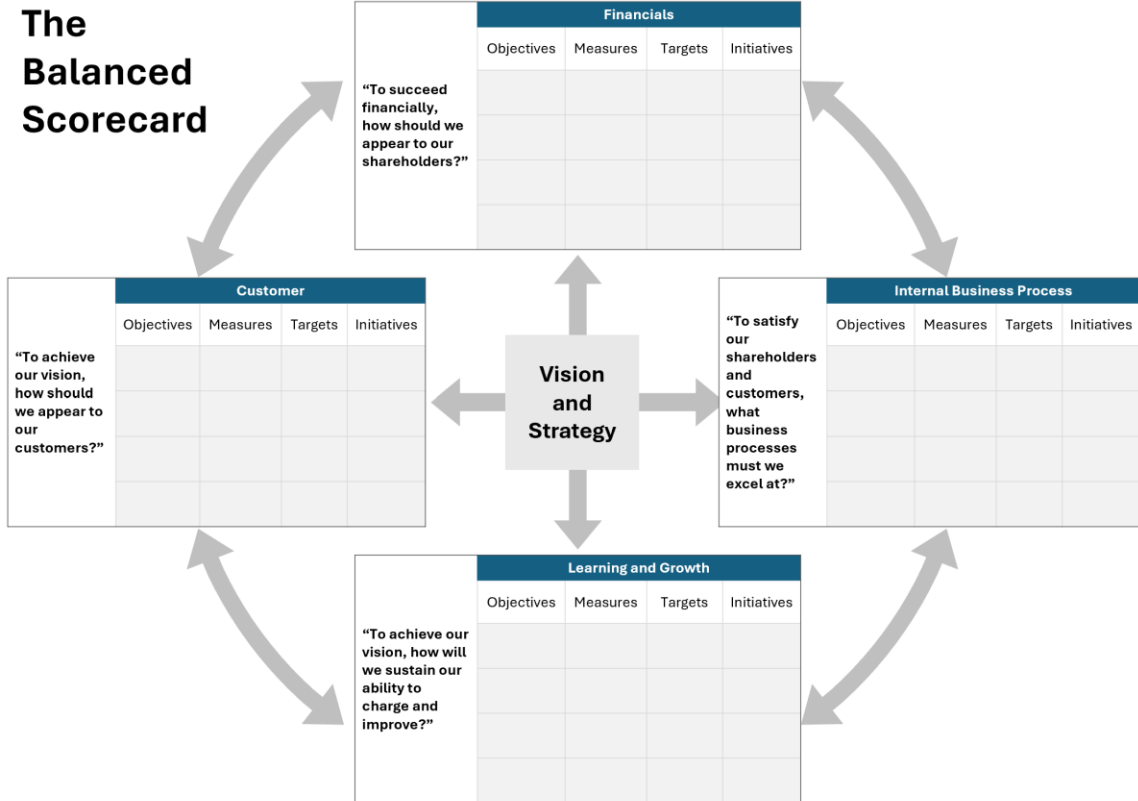 The
Balanced
Scorecard
Financials
Objectives Measures Targets Initiatives
“To succeed
financially,
how should we
appear to our
shareholders?”
Customer
Objectives Measures Targets Initiatives
“To achieve
our vision,
how should
we appear to
our
customers?”
Vision
and
Strategy
Internal Business Process
Objectives Measures Targets Initiatives
“To satisfy
our
shareholders
and
customers,
what
business
processes
must we
excel at?”
Learning and Growth
Objectives Measures Targets Initiatives
“To achieve our
vision, how will
we sustain our
ability to
charge and
improve?”